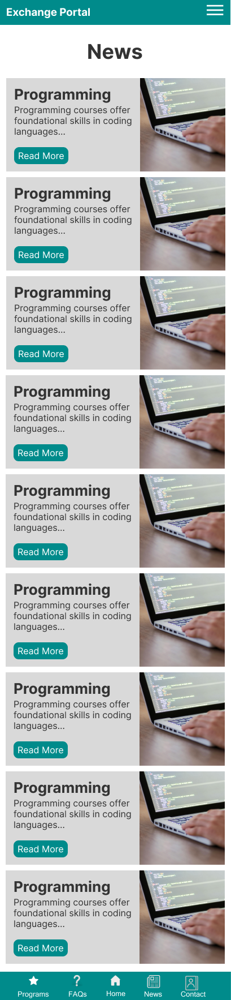 Exchange Portal
News
Programming
Programming courses offer
foundational skills in coding
languages...
Read More
Programming
Programming courses offer
foundational skills in coding
languages...
Read More
Programming
Programming courses offer
foundational skills in coding
languages...
Read More
Programming
Programming courses offer
foundational skills in coding
languages...
Read More
Programming
Programming courses offer
foundational skills in coding
languages...
Read More
Programming
Programming courses offer
foundational skills in coding
languages...
Read More
Programming
Programming courses offer
foundational skills in coding
languages...
Read More
Programming
Programming courses offer
foundational skills in coding
languages...
Read More
Programming
Programming courses offer
foundational skills in coding
languages...
Read More
Programs FAQs Home News Contact